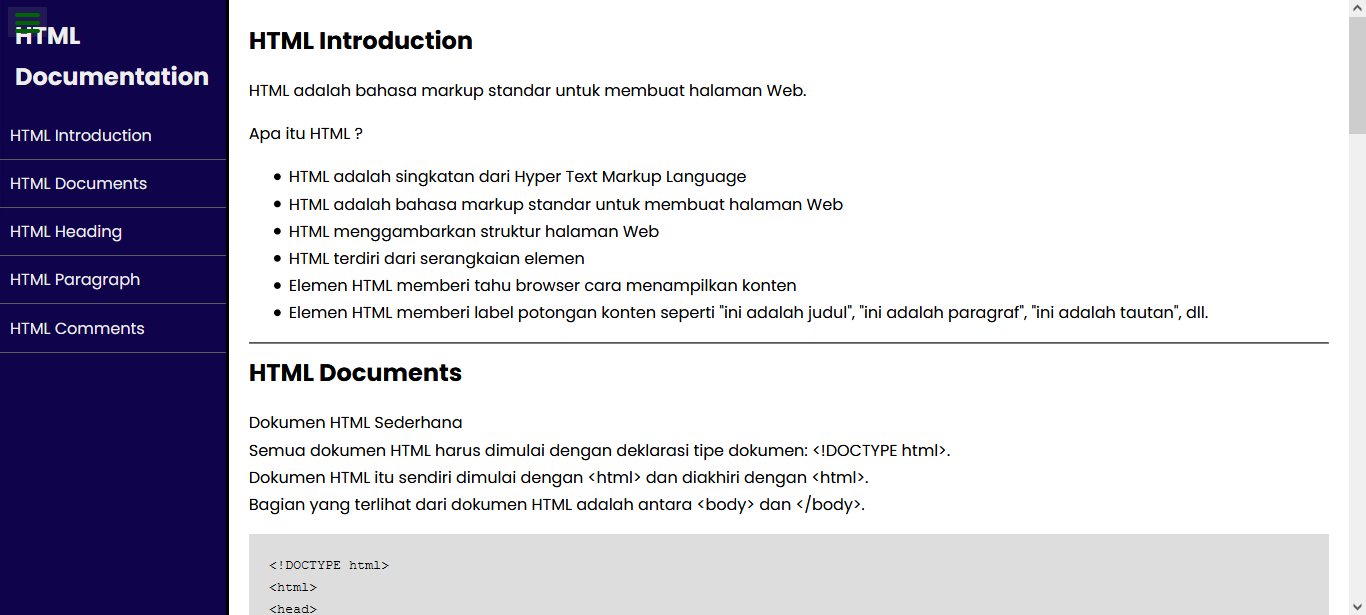 HTML
Documentation
HTML Introduction
HTML Documents
HTML Heading
HTML Paragraph
HTML Comments
HTML Introduction
HTML adalah bahasa markup standar untuk membuat halaman Web.
Apa itu HTML ?
HTML adalah singkatan dari Hyper Text Markup Language
HTML adalah bahasa markup standar untuk membuat halaman Web
HTML menggambarkan struktur halaman Web
HTML terdiri dari serangkaian elemen
Elemen HTML memberi tahu browser cara menampilkan konten
Elemen HTML memberi label potongan konten seperti "ini adalah judul", "ini adalah paragraf", "ini adalah tautan", dll.
HTML Documents
Dokumen HTML Sederhana
Semua dokumen HTML harus dimulai dengan deklarasi tipe dokumen: <!DOCTYPE html>.
Dokumen HTML itu sendiri dimulai dengan <html> dan diakhiri dengan <html>.
Bagian yang terlihat dari dokumen HTML adalah antara <body> dan </body>.
<!DOCTYPE html>
<html>
<head>